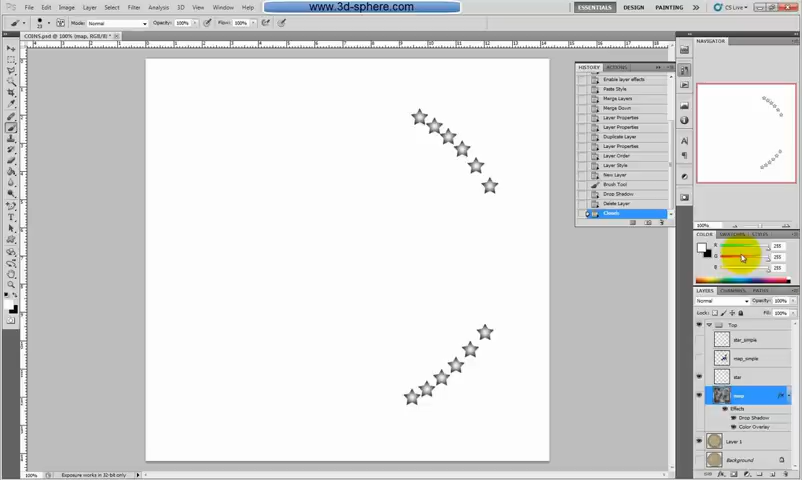 www.3d-sphere.com
Image Layer Select Filter Analysis 3D View Window Help
ESSENTIALS DESIGN PAINTING CS Live
Mode: Normal Opacity: 100% Flow: 100%
COINS.psd @ 100% (map, RGB/8) *
HISTORY ACTIONS
Enable layer effects
Paste Style
Merge Layers
Merge Down
Layer Properties
Layer Properties
Duplicate Layer
Layer Properties
Layer Order
Layer Style
New Layer
Brush Tool
Drop Shadow
Delete Layer
NAVIGATOR
100%
COLOR SWATCHES STYLES
R 255
G 255
B 255
LAYERS CHANNELS PATHS
Normal Opacity: 100%
Lock: Fill: 100%
Top
star_simple
map_simple
star
map
Effects
Drop Shadow
Color Overlay
Layer 1
Background
100% Exposure works in 32-bit only